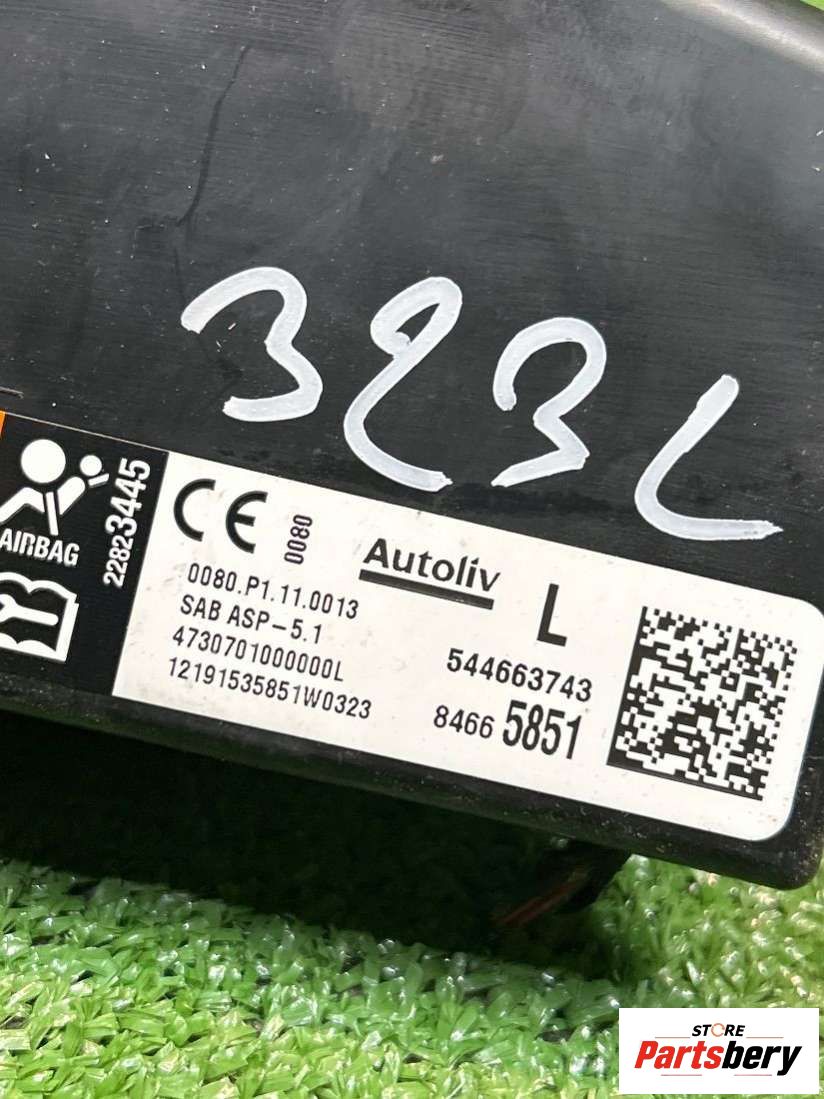 323L
AIRBAG
22823445
CE
0080
Autoliv
L
0080.P1.11.0013
SAB ASP-5.1
4730701000000L
12191535851W0323
544663743
8466 5851
STORE
Partsbery